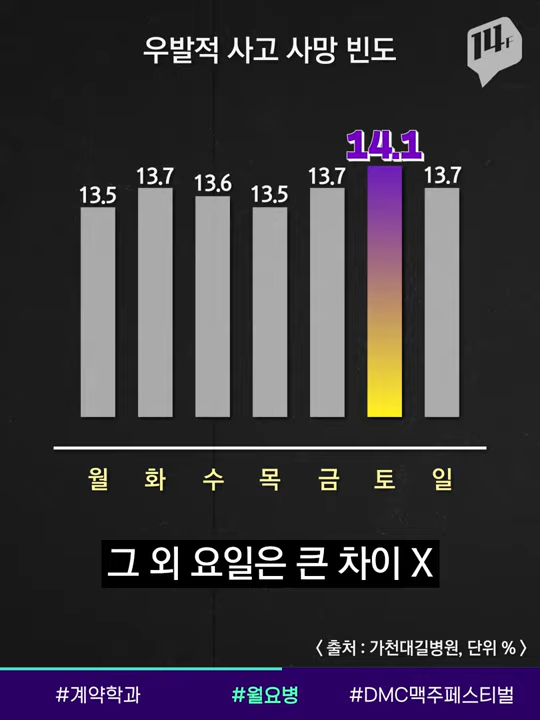 우발적 사고 사망 빈도
14F
14.1
13.5 13.7 13.6 13.5 13.7 13.7
월 화 수 목 금 토 일
그 외 요일은 큰 차이 X
< 출처 : 가천대길병원, 단위 % >
#계약학과 #월요병 #DMC맥주페스티벌